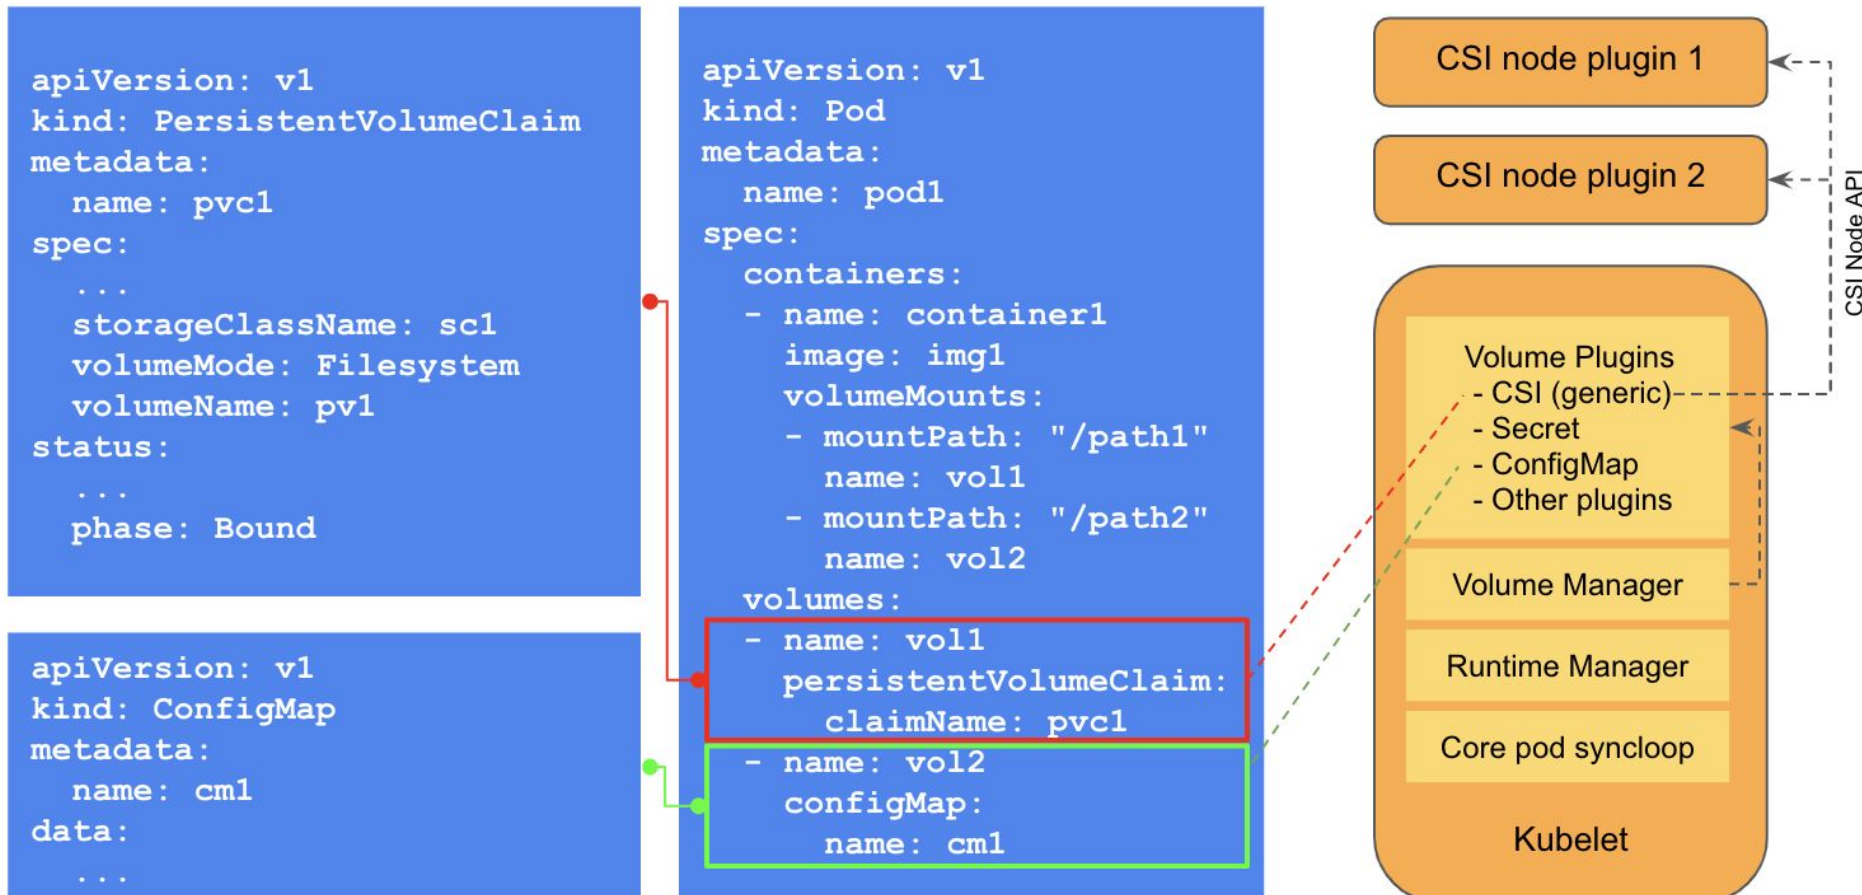 apiVersion: v1
kind: PersistentVolumeClaim
metadata:
  name: pvc1
spec:
  ...
  storageClassName: sc1
  volumeMode: Filesystem
  volumeName: pv1
status:
  ...
  phase: Bound
apiVersion: v1
kind: ConfigMap
metadata:
  name: cm1
data:
  ...
apiVersion: v1
kind: Pod
metadata:
  name: pod1
spec:
  containers:
  - name: container1
    image: img1
    volumeMounts:
    - mountPath: "/path1"
      name: vol1
    - mountPath: "/path2"
      name: vol2
  volumes:
  - name: vol1
    persistentVolumeClaim:
      claimName: pvc1
  - name: vol2
    configMap:
      name: cm1
CSI node plugin 1
CSI node plugin 2
CSI Node API
Volume Plugins
- CSI (generic)
- Secret
- ConfigMap
- Other plugins
Volume Manager
Runtime Manager
Core pod syncloop
Kubelet